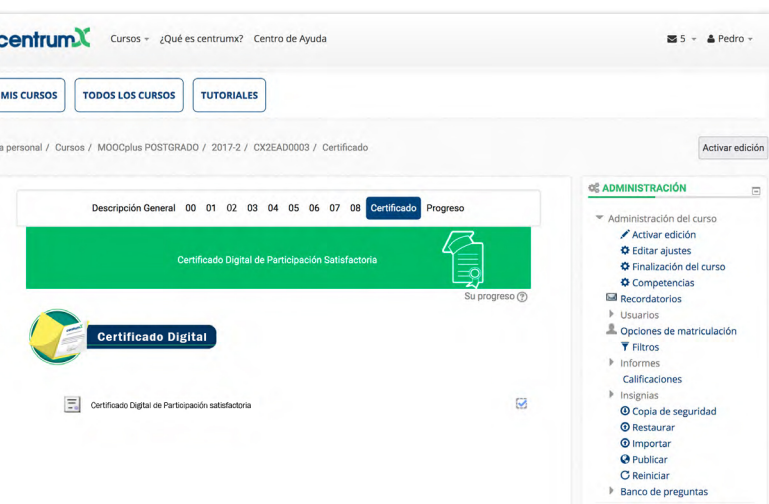 centrumX Cursos ¿Qué es centrumx? Centro de Ayuda 5 Pedro
MIS CURSOS TODOS LOS CURSOS TUTORIALES
a personal / Cursos / MOOCplus POSTGRADO / 2017-2 / CX2EAD0003 / Certificado Activar edición
Descripción General 00 01 02 03 04 05 06 07 08 Certificado Progreso
Certificado Digital de Participación Satisfactoria
Su progreso
Certificado Digital
Certificado Digital de Participación satisfactoria
ADMINISTRACIÓN
Administración del curso
Activar edición
Editar ajustes
Finalización del curso
Competencias
Recordatorios
Usuarios
Opciones de matriculación
Filtros
Informes
Calificaciones
Insignias
Copia de seguridad
Restaurar
Importar
Publicar
Reiniciar
Banco de preguntas